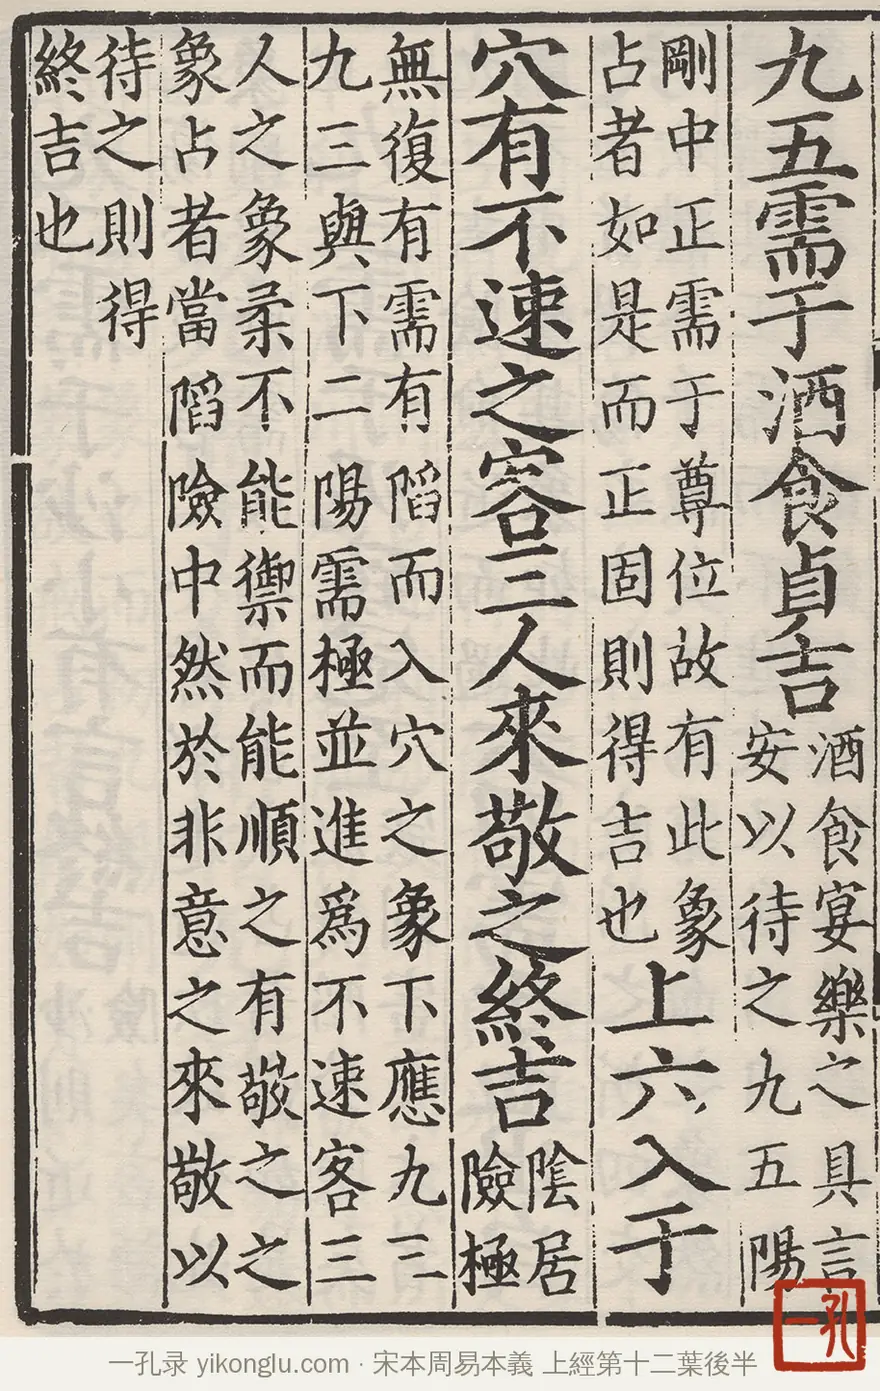 九五需于酒食貞吉酒食宴樂之具言安以待之九五陽
剛中正需于尊位故有此象占者如是而正固則得吉也上六入于
穴有不速之客三人來敬之終吉陰居險極
無復有需有陷而入穴之象下應九三九三與下二陽需極並進爲不速客三
人之象柔不能禦而能順之有敬之之象占者當陷險中然於非意之來敬以
待之則得終吉也
一孔
一孔录 yikonglu.com · 宋本周易本義 上經第十二葉後半